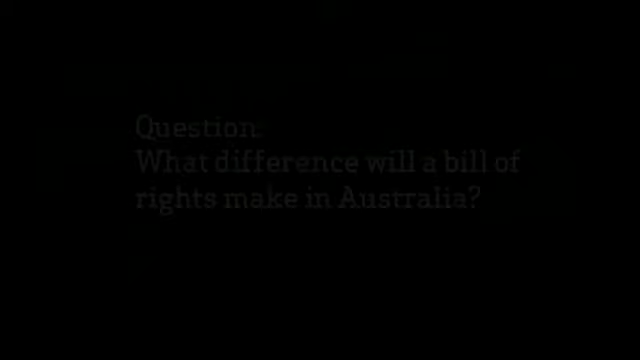 Question:
What difference will a bill of
rights make in Australia?